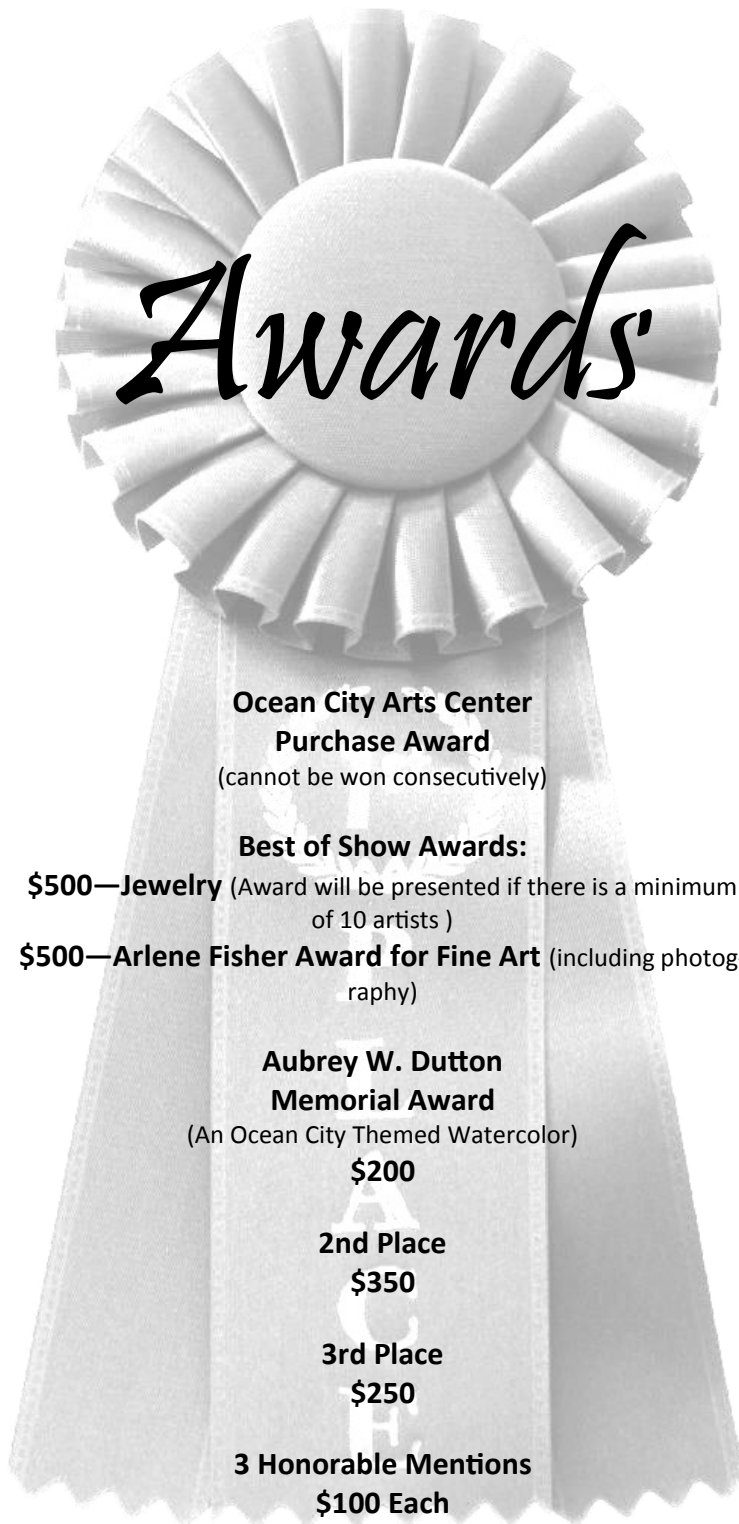 Awards
Ocean City Arts Center
Purchase Award
(cannot be won consecutively)
Best of Show Awards:
$500—Jewelry (Award will be presented if there is a minimum
of 10 artists )
$500—Arlene Fisher Award for Fine Art (including photog
raphy)
Aubrey W. Dutton
Memorial Award
(An Ocean City Themed Watercolor)
$200
2nd Place
$350
3rd Place
$250
3 Honorable Mentions
$100 Each
1
PLACE